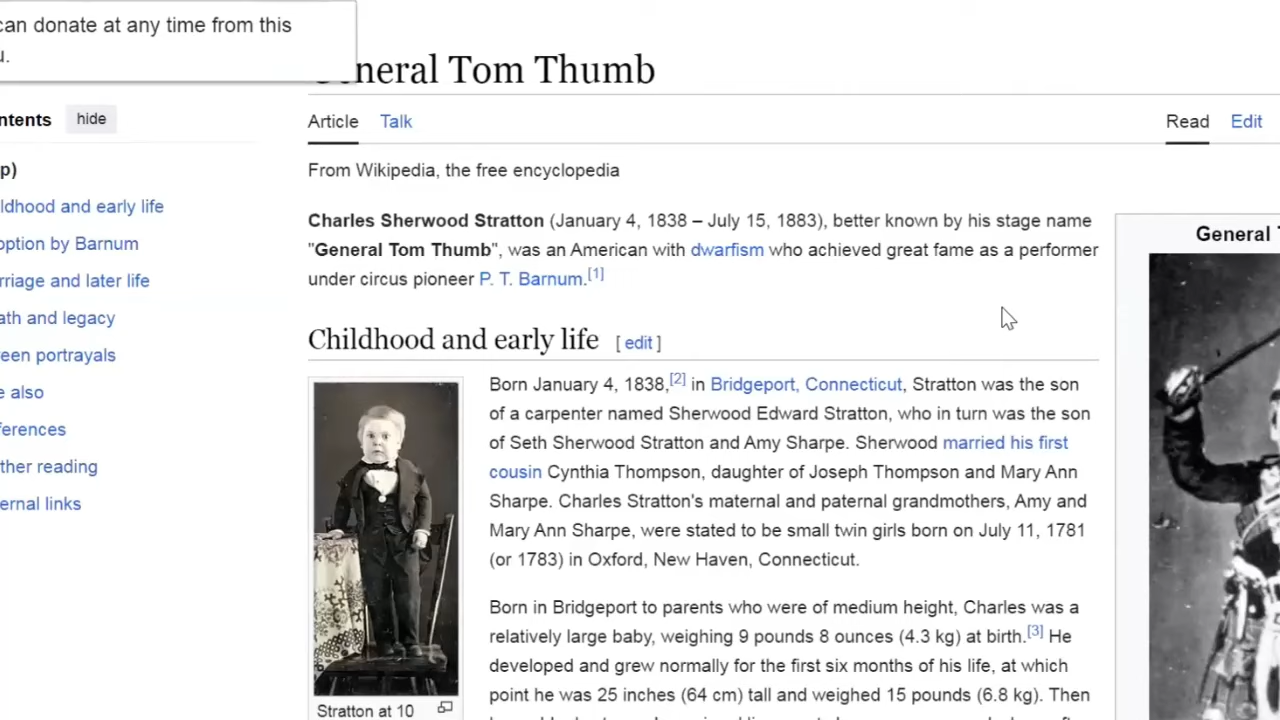 can donate at any time from this
u.
neral Tom Thumb
ntents hide
Article Talk
Read Edit
p)
From Wikipedia, the free encyclopedia
ldhood and early life
option by Barnum
rriage and later life
ath and legacy
een portrayals
e also
ferences
ther reading
ernal links
Charles Sherwood Stratton (January 4, 1838 – July 15, 1883), better known by his stage name
"General Tom Thumb", was an American with dwarfism who achieved great fame as a performer
under circus pioneer P. T. Barnum.[1]
General
Childhood and early life [ edit ]
Born January 4, 1838,[2] in Bridgeport, Connecticut, Stratton was the son
of a carpenter named Sherwood Edward Stratton, who in turn was the son
of Seth Sherwood Stratton and Amy Sharpe. Sherwood married his first
cousin Cynthia Thompson, daughter of Joseph Thompson and Mary Ann
Sharpe. Charles Stratton's maternal and paternal grandmothers, Amy and
Mary Ann Sharpe, were stated to be small twin girls born on July 11, 1781
(or 1783) in Oxford, New Haven, Connecticut.
Born in Bridgeport to parents who were of medium height, Charles was a
relatively large baby, weighing 9 pounds 8 ounces (4.3 kg) at birth.[3] He
developed and grew normally for the first six months of his life, at which
point he was 25 inches (64 cm) tall and weighed 15 pounds (6.8 kg). Then
Stratton at 10